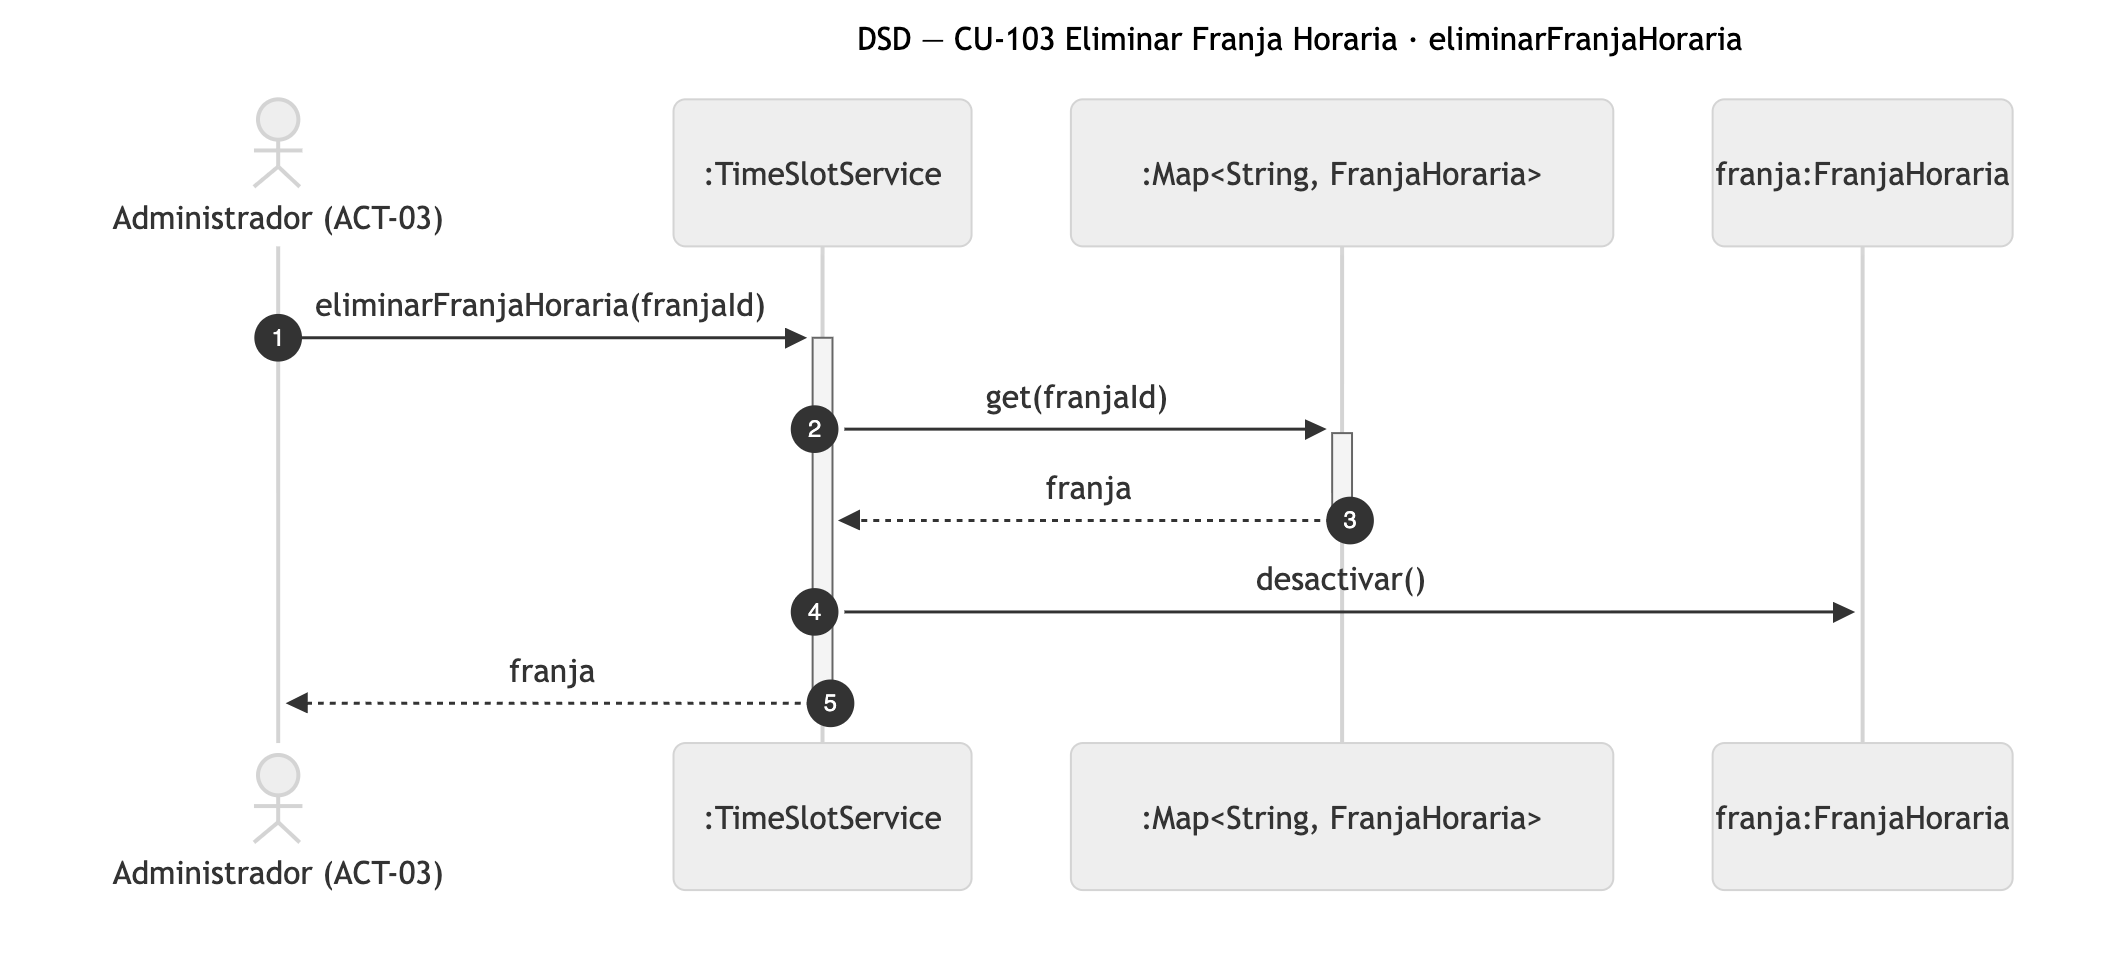 DSD — CU-103 Eliminar Franja Horaria · eliminarFranjaHoraria
Administrador (ACT-03)
:TimeSlotService
:Map<String, FranjaHoraria>
franja:FranjaHoraria
eliminarFranjaHoraria(franjaId)
1
get(franjaId)
2
franja
3
desactivar()
4
franja
5
Administrador (ACT-03)
:TimeSlotService
:Map<String, FranjaHoraria>
franja:FranjaHoraria